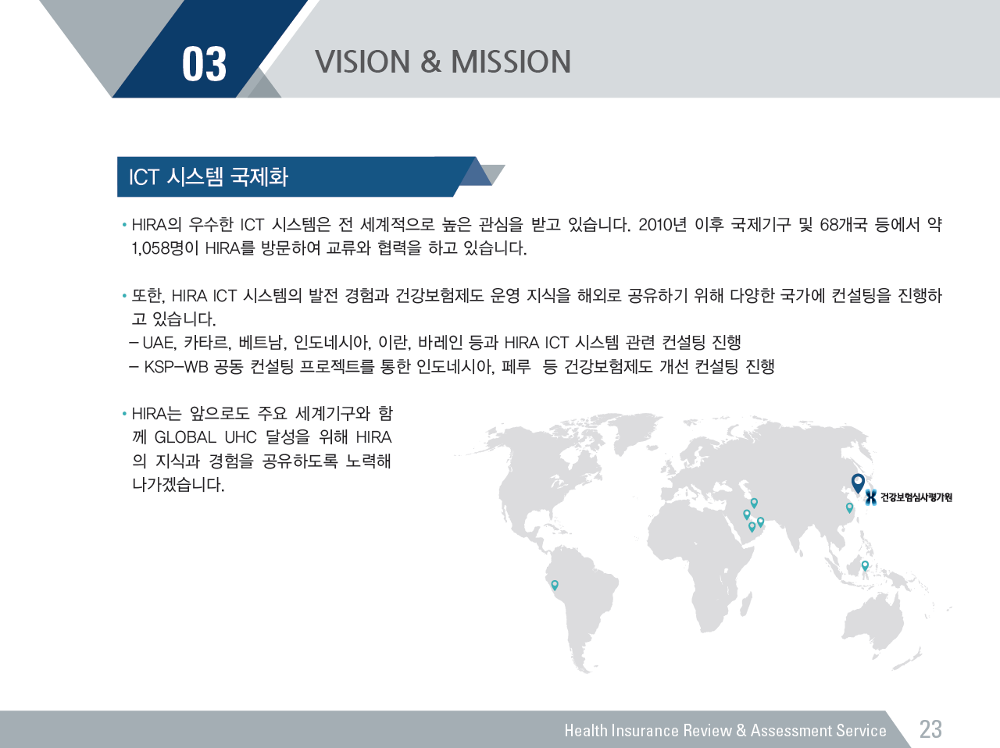 03
VISION & MISSION
ICT 시스템 국제화
• HIRA의 우수한 ICT 시스템은 전 세계적으로 높은 관심을 받고 있습니다. 2010년 이후 국제기구 및 68개국 등에서 약
1,058명이 HIRA를 방문하여 교류와 협력을 하고 있습니다.
• 또한, HIRA ICT 시스템의 발전 경험과 건강보험제도 운영 지식을 해외로 공유하기 위해 다양한 국가에 컨설팅을 진행하
고 있습니다.
– UAE, 카타르, 베트남, 인도네시아, 이란, 바레인 등과 HIRA ICT 시스템 관련 컨설팅 진행
– KSP–WB 공동 컨설팅 프로젝트를 통한 인도네시아, 페루 등 건강보험제도 개선 컨설팅 진행
• HIRA는 앞으로도 주요 세계기구와 함
께 GLOBAL UHC 달성을 위해 HIRA
의 지식과 경험을 공유하도록 노력해
나가겠습니다.
건강보험심사평가원
Health Insurance Review & Assessment Service
23